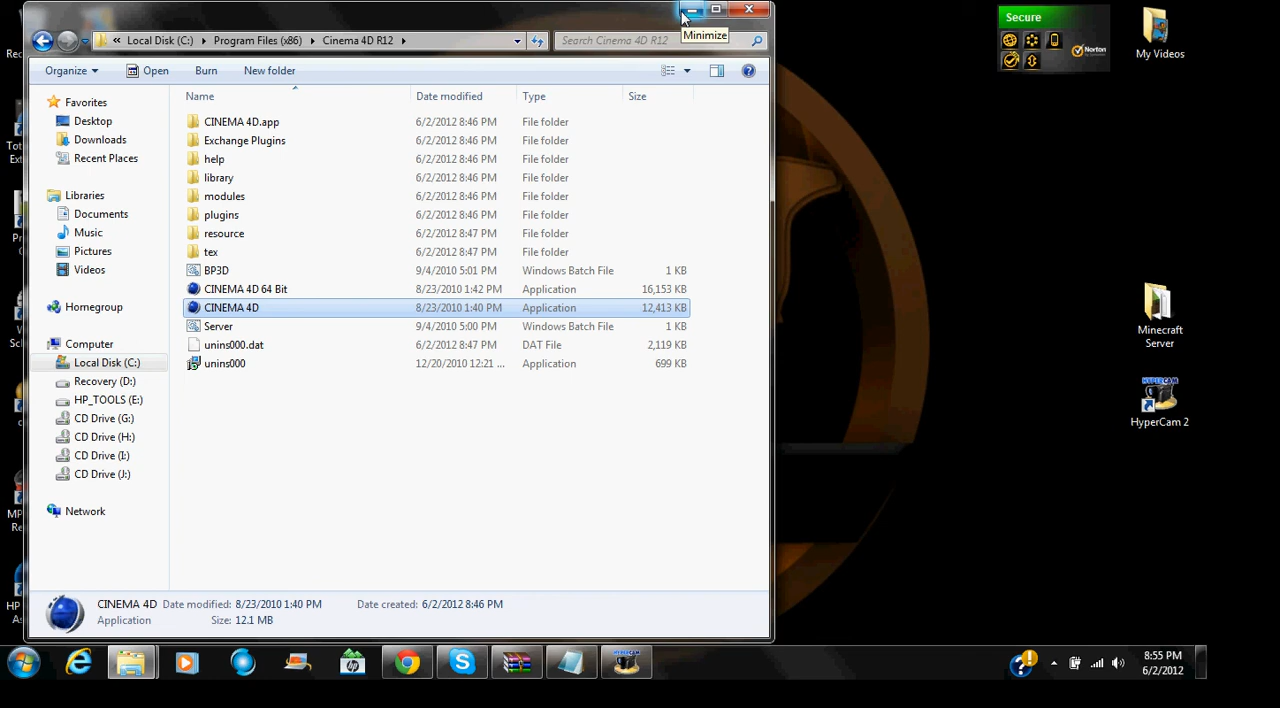 Secure
Norton
Minimize
My Videos
« Local Disk (C:) Program Files (x86) Cinema 4D R12
Search Cinema 4D R12
Organize Open Burn New folder
Name Date modified Type Size
Favorites
Desktop
Downloads
Recent Places
Libraries
Documents
Music
Pictures
Videos
Homegroup
Computer
Local Disk (C:)
Recovery (D:)
HP_TOOLS (E:)
CD Drive (G:)
CD Drive (H:)
CD Drive (I:)
CD Drive (J:)
Network
CINEMA 4D.app 6/2/2012 8:46 PM File folder
Exchange Plugins 6/2/2012 8:46 PM File folder
help 6/2/2012 8:46 PM File folder
library 6/2/2012 8:46 PM File folder
modules 6/2/2012 8:46 PM File folder
plugins 6/2/2012 8:46 PM File folder
resource 6/2/2012 8:47 PM File folder
tex 6/2/2012 8:47 PM File folder
BP3D 9/4/2010 5:01 PM Windows Batch File 1 KB
CINEMA 4D 64 Bit 8/23/2010 1:42 PM Application 16,153 KB
CINEMA 4D 8/23/2010 1:40 PM Application 12,413 KB
Server 9/4/2010 5:00 PM Windows Batch File 1 KB
unins000.dat 6/2/2012 8:47 PM DAT File 2,119 KB
unins000 12/20/2010 12:21 ... Application 699 KB
Minecraft
Server
HYPERCAM
HyperCam 2
CINEMA 4D Date modified: 8/23/2010 1:40 PM Date created: 6/2/2012 8:46 PM
Application Size: 12.1 MB
8:55 PM
6/2/2012